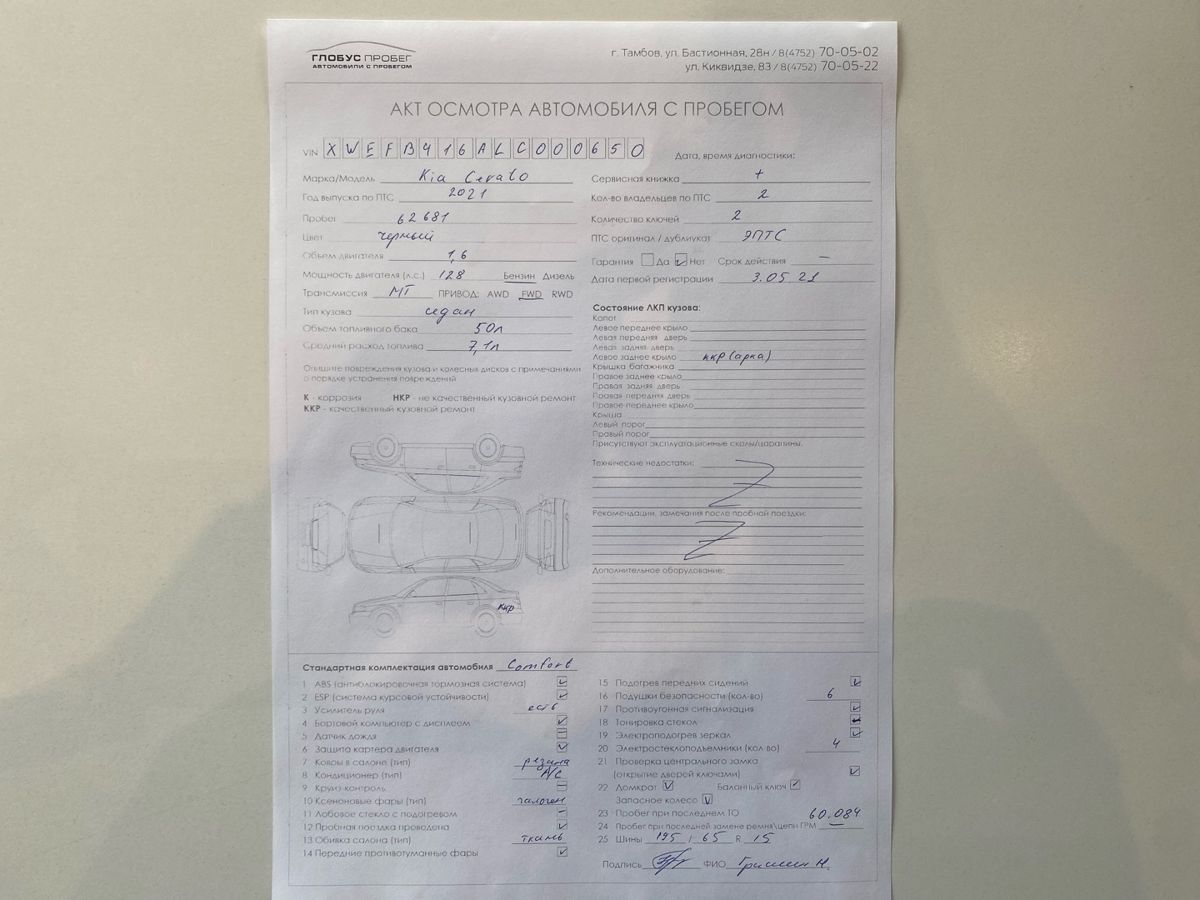 ГЛОБУС ПРОБЕГ
АВТОМОБИЛИ С ПРОБЕГОМ
г. Тамбов, ул. Бастионная, 28н / 8(4752) 70-05-02
ул. Киквидзе, 83 / 8(4752) 70-05-22
АКТ ОСМОТРА АВТОМОБИЛЯ С ПРОБЕГОМ
VIN XWEFB416ALC000650
Дата, время диагностики:
Марка/Модель Kia Cerato
Год выпуска по ПТС 2021
Пробег 62 681
Цвет черный
Объем двигателя 1,6
Мощность двигателя (л.с.) 128 Бензин Дизель
Трансмиссия МТ ПРИВОД: AWD FWD RWD
Тип кузова седан
Объем топливного бака 50л
Средний расход топлива 7,1л
Опишите повреждения кузова и колесных дисков с примечаниями
о порядке устранения повреждений
К - коррозия НКР - не качественный кузовной ремонт
ККР - качественный кузовной ремонт
ккр
Сервисная книжка +
Кол-во владельцев по ПТС 2
Количество ключей 2
ПТС оригинал / дубликат ЭПТС
Гарантия Да Нет Срок действия —
Дата первой регистрации 3.05.21
Состояние ЛКП кузова:
Капот
Левое переднее крыло
Левая передняя дверь
Левая задняя дверь
Левое заднее крыло ккр (арка)
Крышка багажника
Правое заднее крыло
Правая задняя дверь
Правая передняя дверь
Правое переднее крыло
Крыша
Левый порог
Правый порог
Присутствуют эксплуатационные сколы/царапины.
Технические недостатки:
Рекомендации, замечания после пробной поездки:
Дополнительное оборудование:
Стандартная комплектация автомобиля Comfort
1 ABS (антиблокировочная тормозная система)
2 ESP (система курсовой устойчивости)
3 Усилитель руля есть
4 Бортовой компьютер с дисплеем
5 Датчик дождя
6 Защита картера двигателя
7 Ковры в салоне (тип) резина
8 Кондиционер (тип) A/C
9 Круиз-контроль
10 Ксеноновые фары (тип) галоген
11 Лобовое стекло с подогревом
12 Пробная поездка проведена
13 Обивка салона (тип) ткань
14 Передние противотуманные фары
15 Подогрев передних сидений
16 Подушки безопасности (кол-во) 6
17 Противоугонная сигнализация
18 Тонировка стекол
19 Электроподогрев зеркал
20 Электростеклоподъемники (кол-во) 4
21 Проверка центрального замка
(открытие дверей ключами)
22 Домкрат Балонный ключ
Запасное колесо
23 Пробег при последнем ТО 60.084
24 Пробег при последней замене ремня\цепи ГРМ —
25 Шины 195 / 65 R 15
Подпись ФИО Гришин Н.